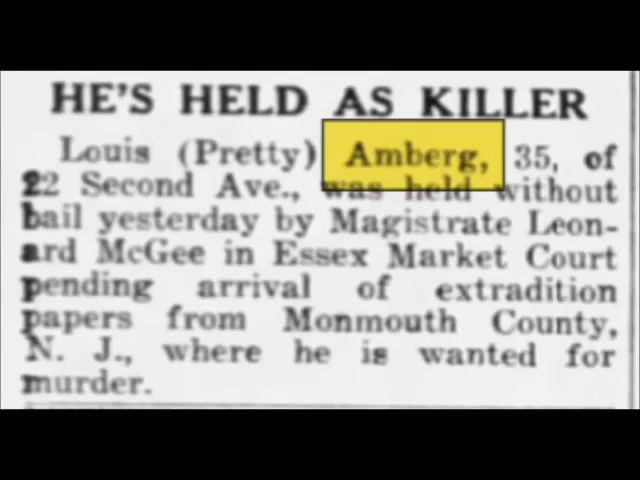 HE'S HELD AS KILLER
Louis (Pretty) Amberg, 35, of
22 Second Ave., was held without
bail yesterday by Magistrate Leon-
ard McGee in Essex Market Court
pending arrival of extradition
papers from Monmouth County,
N. J., where he is wanted for
murder.